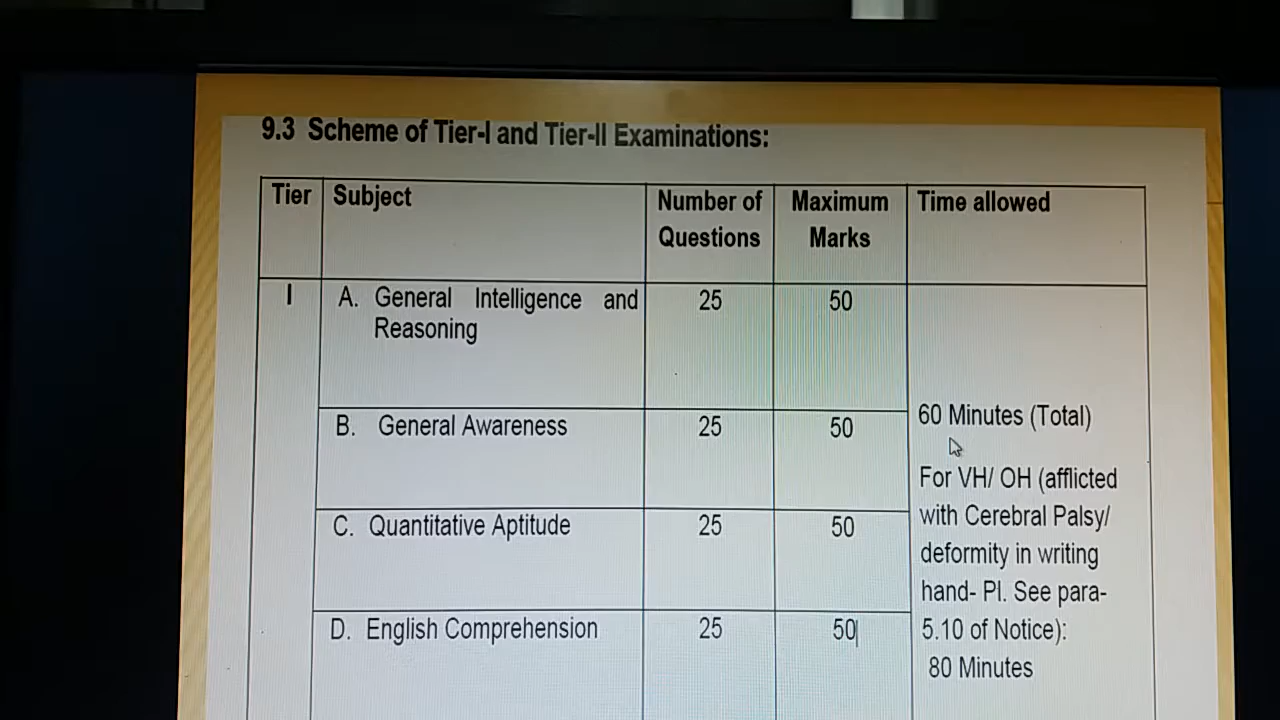 9.3 Scheme of Tier-I and Tier-II Examinations:
Tier Subject Number of Questions Maximum Marks Time allowed
I A. General Intelligence and Reasoning 25 50
B. General Awareness 25 50
C. Quantitative Aptitude 25 50
D. English Comprehension 25 50
60 Minutes (Total)
For VH/ OH (afflicted
with Cerebral Palsy/
deformity in writing
hand- Pl. See para-
5.10 of Notice):
80 Minutes